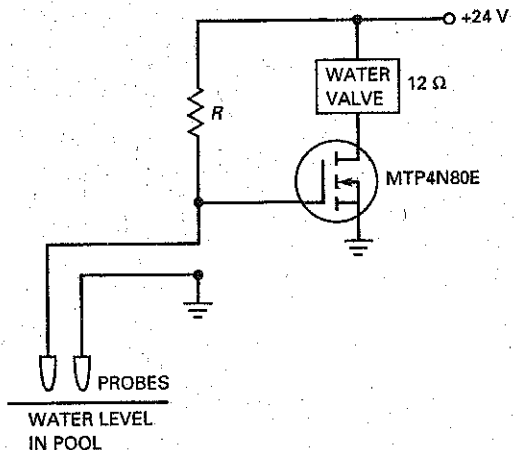 +24 V
WATER
VALVE
12 Ω
R
MTP4N80E
PROBES
WATER LEVEL
IN POOL